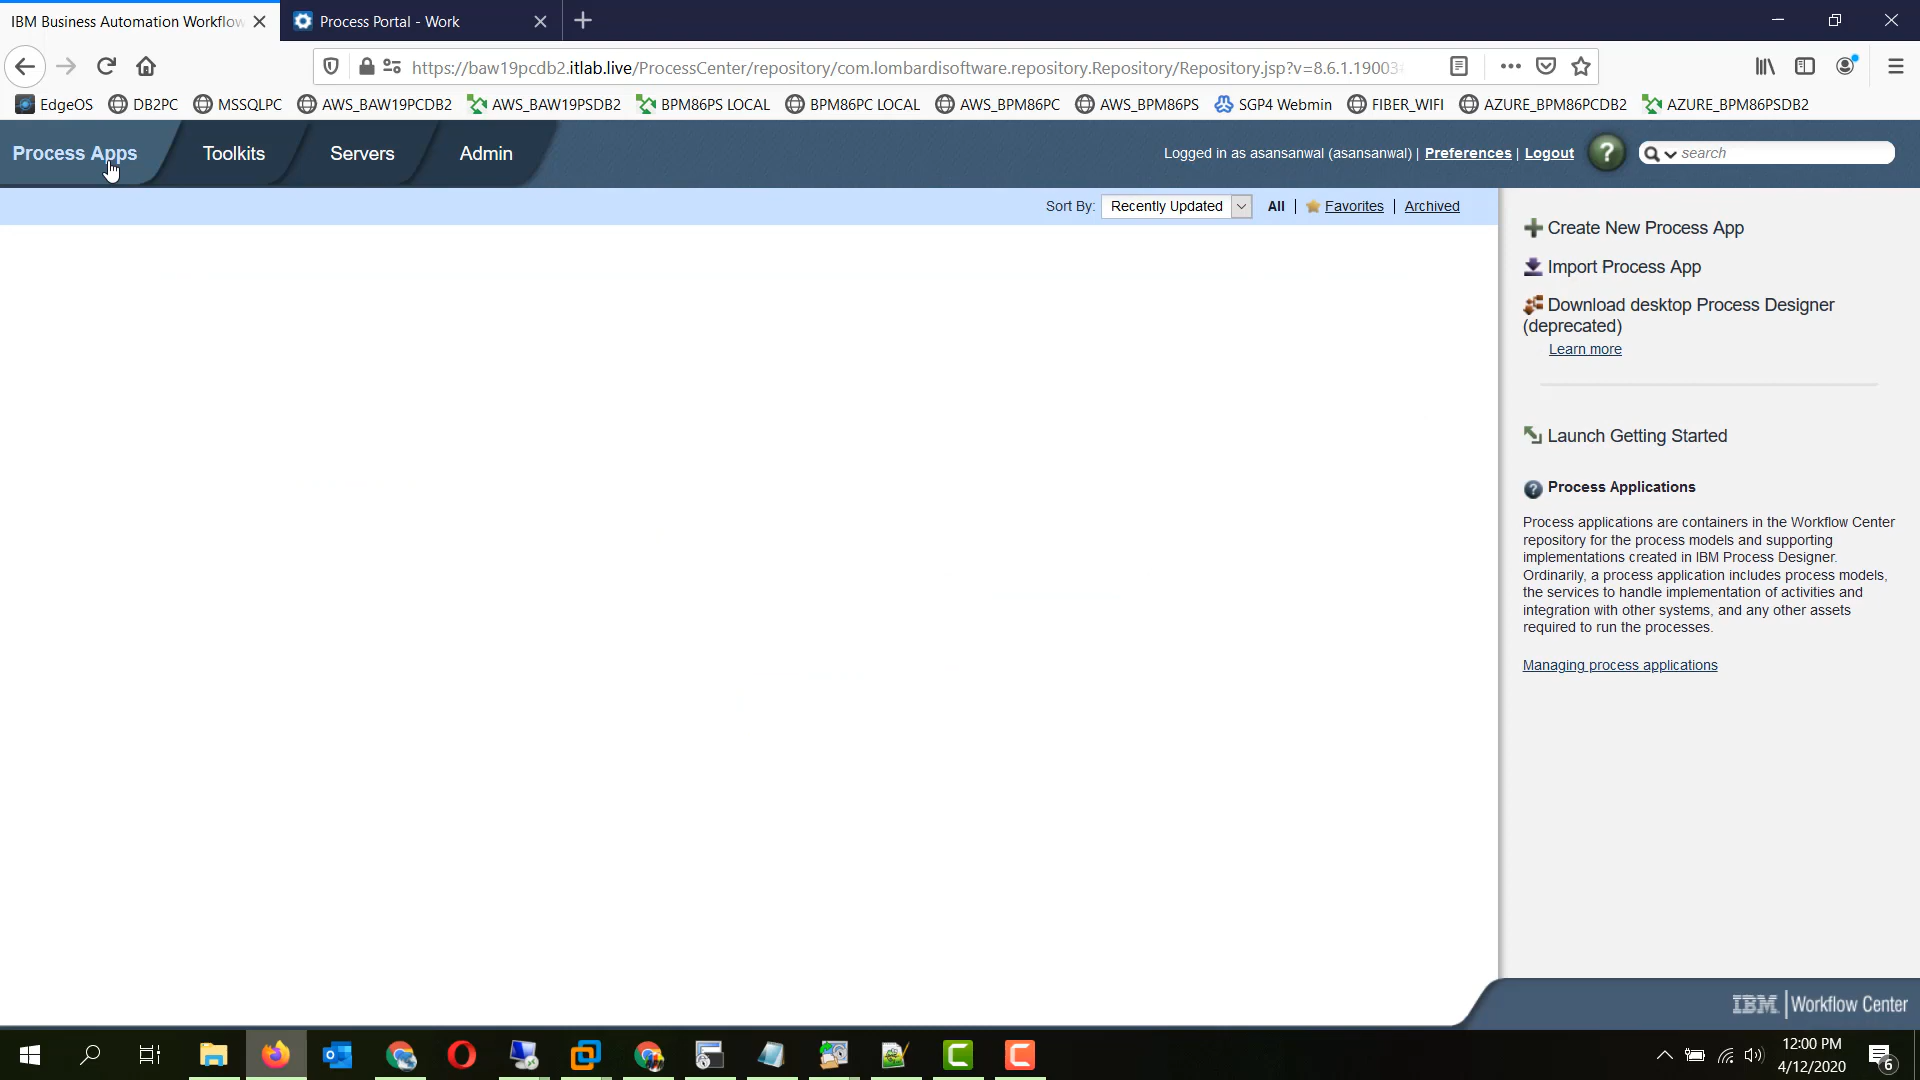 IBM Business Automation Workflow
Process Portal - Work
https://baw19pcdb2.itlab.live/ProcessCenter/repository/com.lombardisoftware.repository.Repository/Repository.jsp?v=8.6.1.19003
EdgeOS DB2PC MSSQLPC AWS_BAW19PCDB2 AWS_BAW19PSDB2 BPM86PS LOCAL BPM86PC LOCAL AWS_BPM86PC AWS_BPM86PS SGP4 Webmin FIBER_WIFI AZURE_BPM86PCDB2 AZURE_BPM86PSDB2
Process Apps Toolkits Servers Admin
Logged in as asansanwal (asansanwal) | Preferences | Logout ? search
Sort By: Recently Updated All | Favorites | Archived
Create New Process App
Import Process App
Download desktop Process Designer
(deprecated)
Learn more
Launch Getting Started
Process Applications
Process applications are containers in the Workflow Center
repository for the process models and supporting
implementations created in IBM Process Designer.
Ordinarily, a process application includes process models,
the services to handle implementation of activities and
integration with other systems, and any other assets
required to run the processes.
Managing process applications
IBM | Workflow Center
12:00 PM
4/12/2020
6